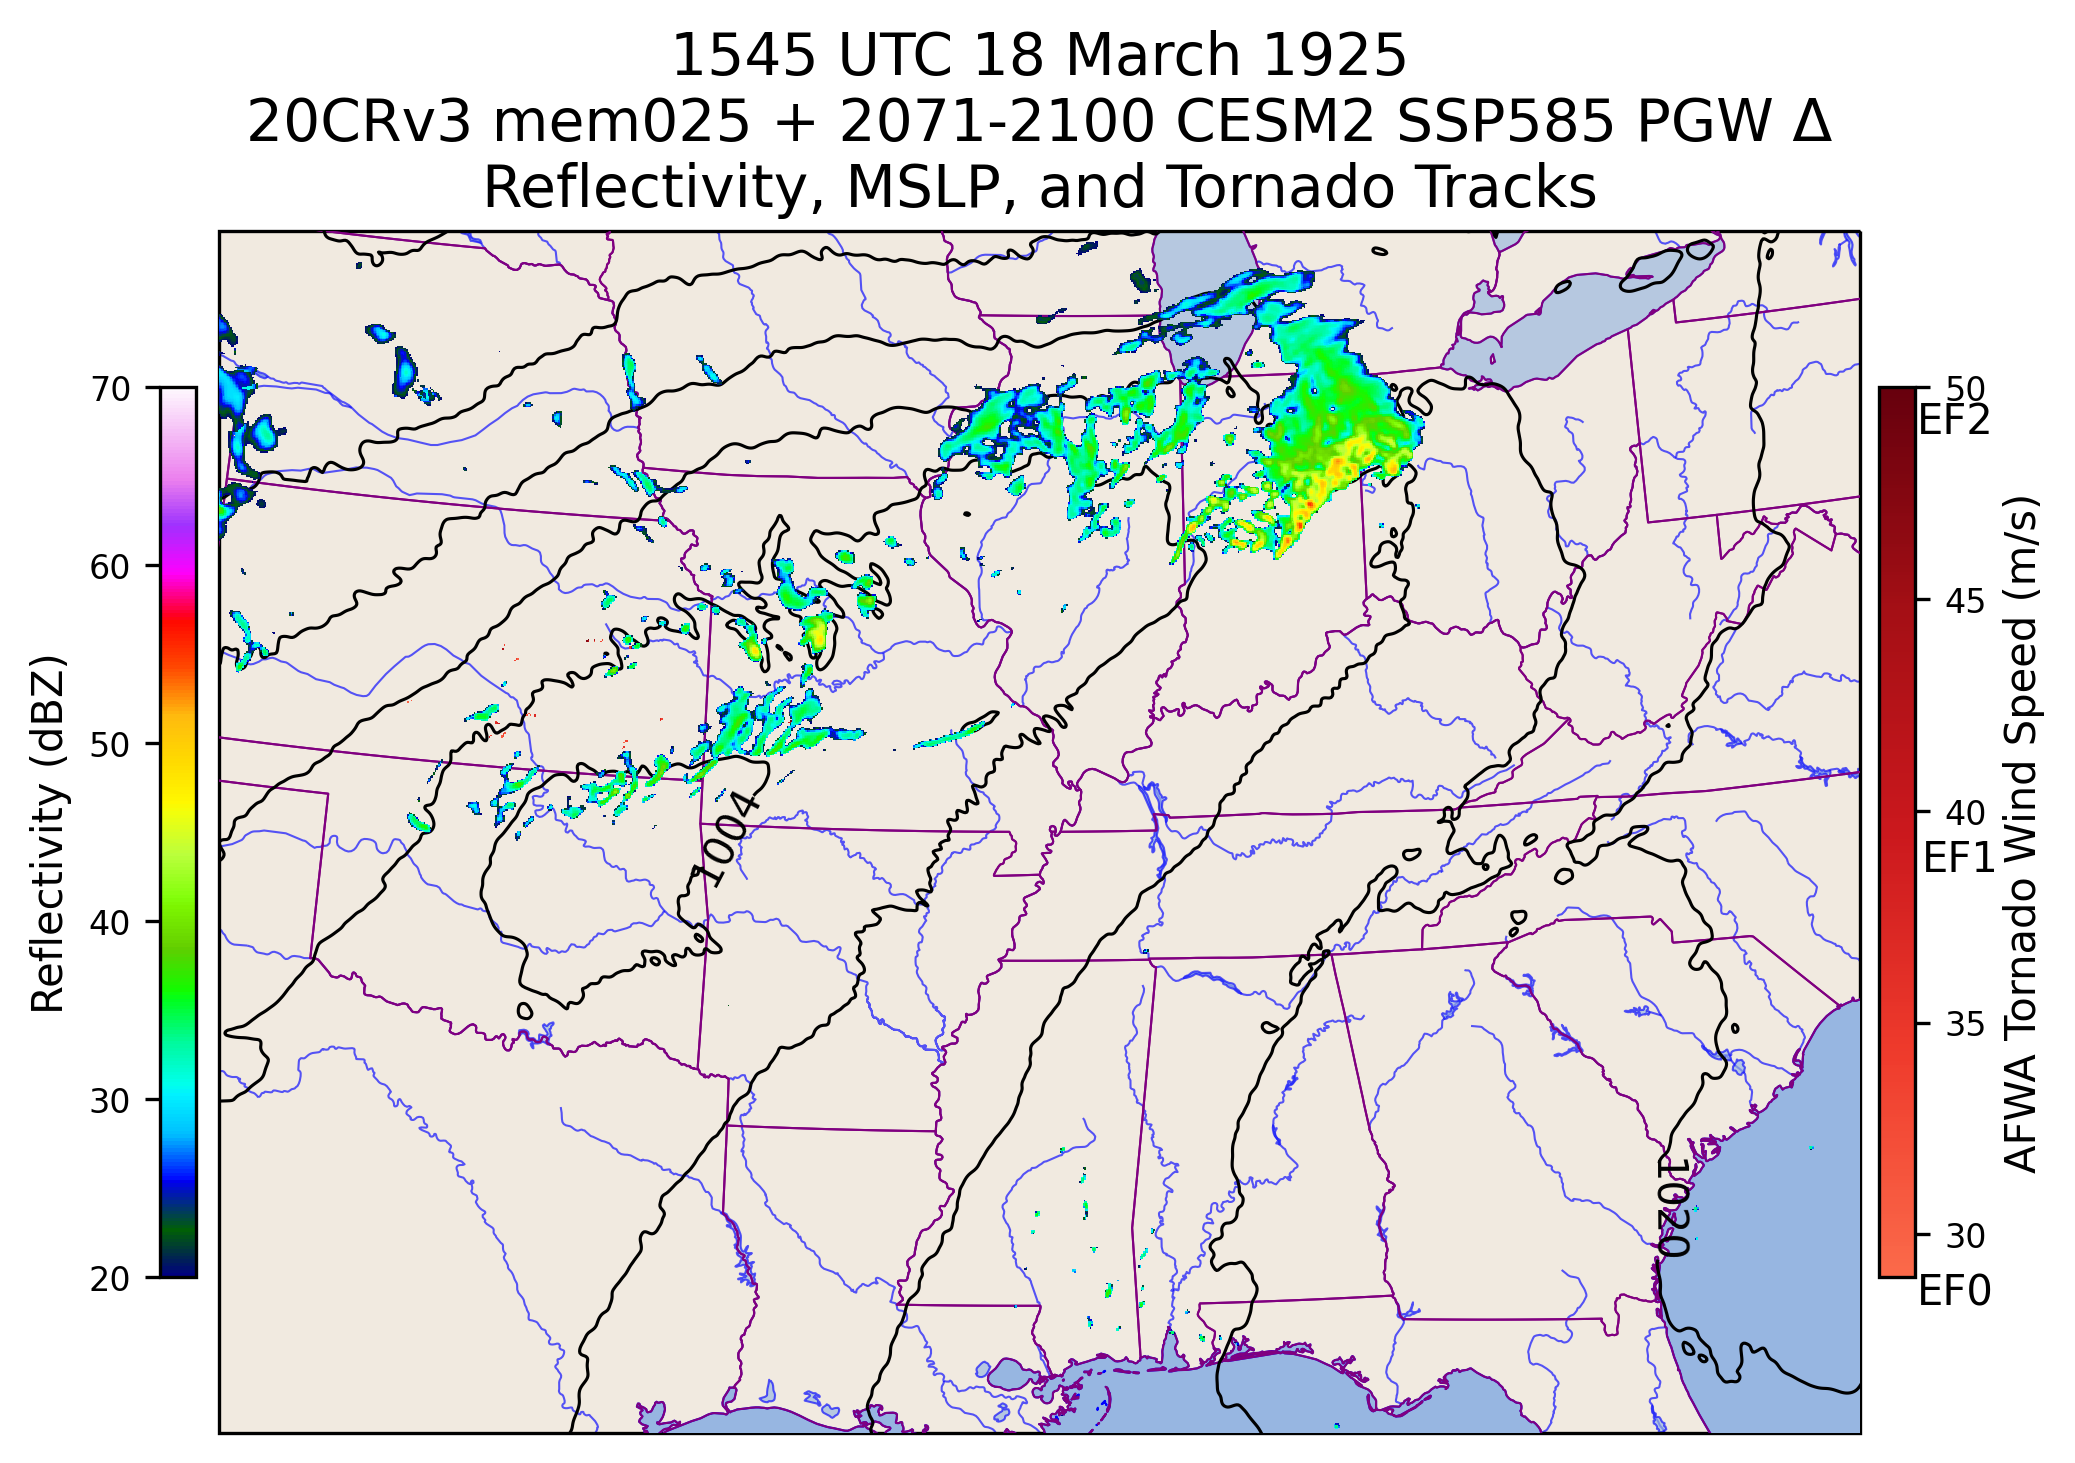 1545 UTC 18 March 1925
20CRv3 mem025 + 2071-2100 CESM2 SSP585 PGW Δ
Reflectivity, MSLP, and Tornado Tracks
70
60
50
40
30
20
Reflectivity (dBZ)
1004
1020
50
EF2
45
40
EF1
35
30
EF0
AFWA Tornado Wind Speed (m/s)